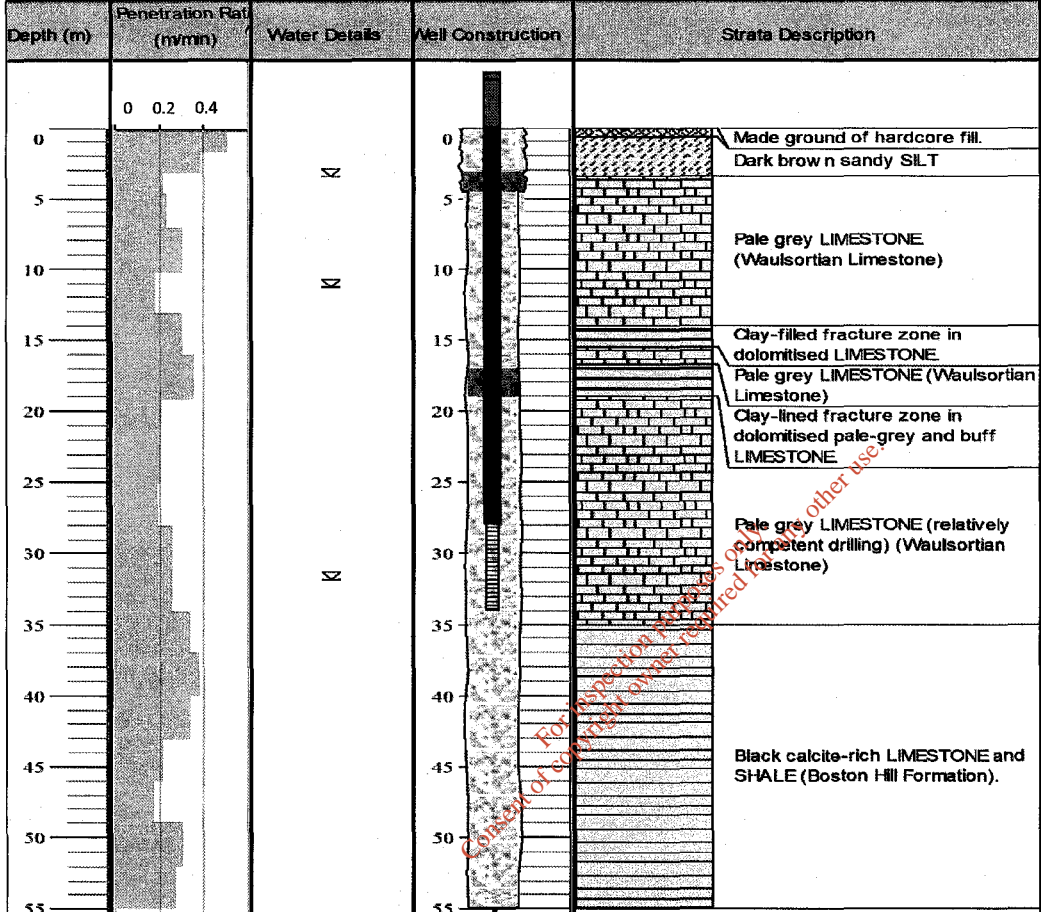 Depth (m)
Penetration Rat
(m/min)
Water Details
Well Construction
Strata Description
0 0.2 0.4
0
5
10
15
20
25
30
35
40
45
50
55
0
5
10
15
20
25
30
35
40
45
50
55
Made ground of hardcore fill.
Dark brown sandy SILT
Pale grey LIMESTONE
(Waulsortian Limestone)
Clay-filled fracture zone in
dolomitised LIMESTONE
Pale grey LIMESTONE (Waulsortian
Limestone)
Clay-lined fracture zone in
dolomitised pale-grey and buff
LIMESTONE
Pale grey LIMESTONE (relatively
competent drilling) (Waulsortian
Limestone)
Black calcite-rich LIMESTONE and
SHALE (Boston Hill Formation).
For inspection purposes only.
Consent of copyright owner required for any other use.